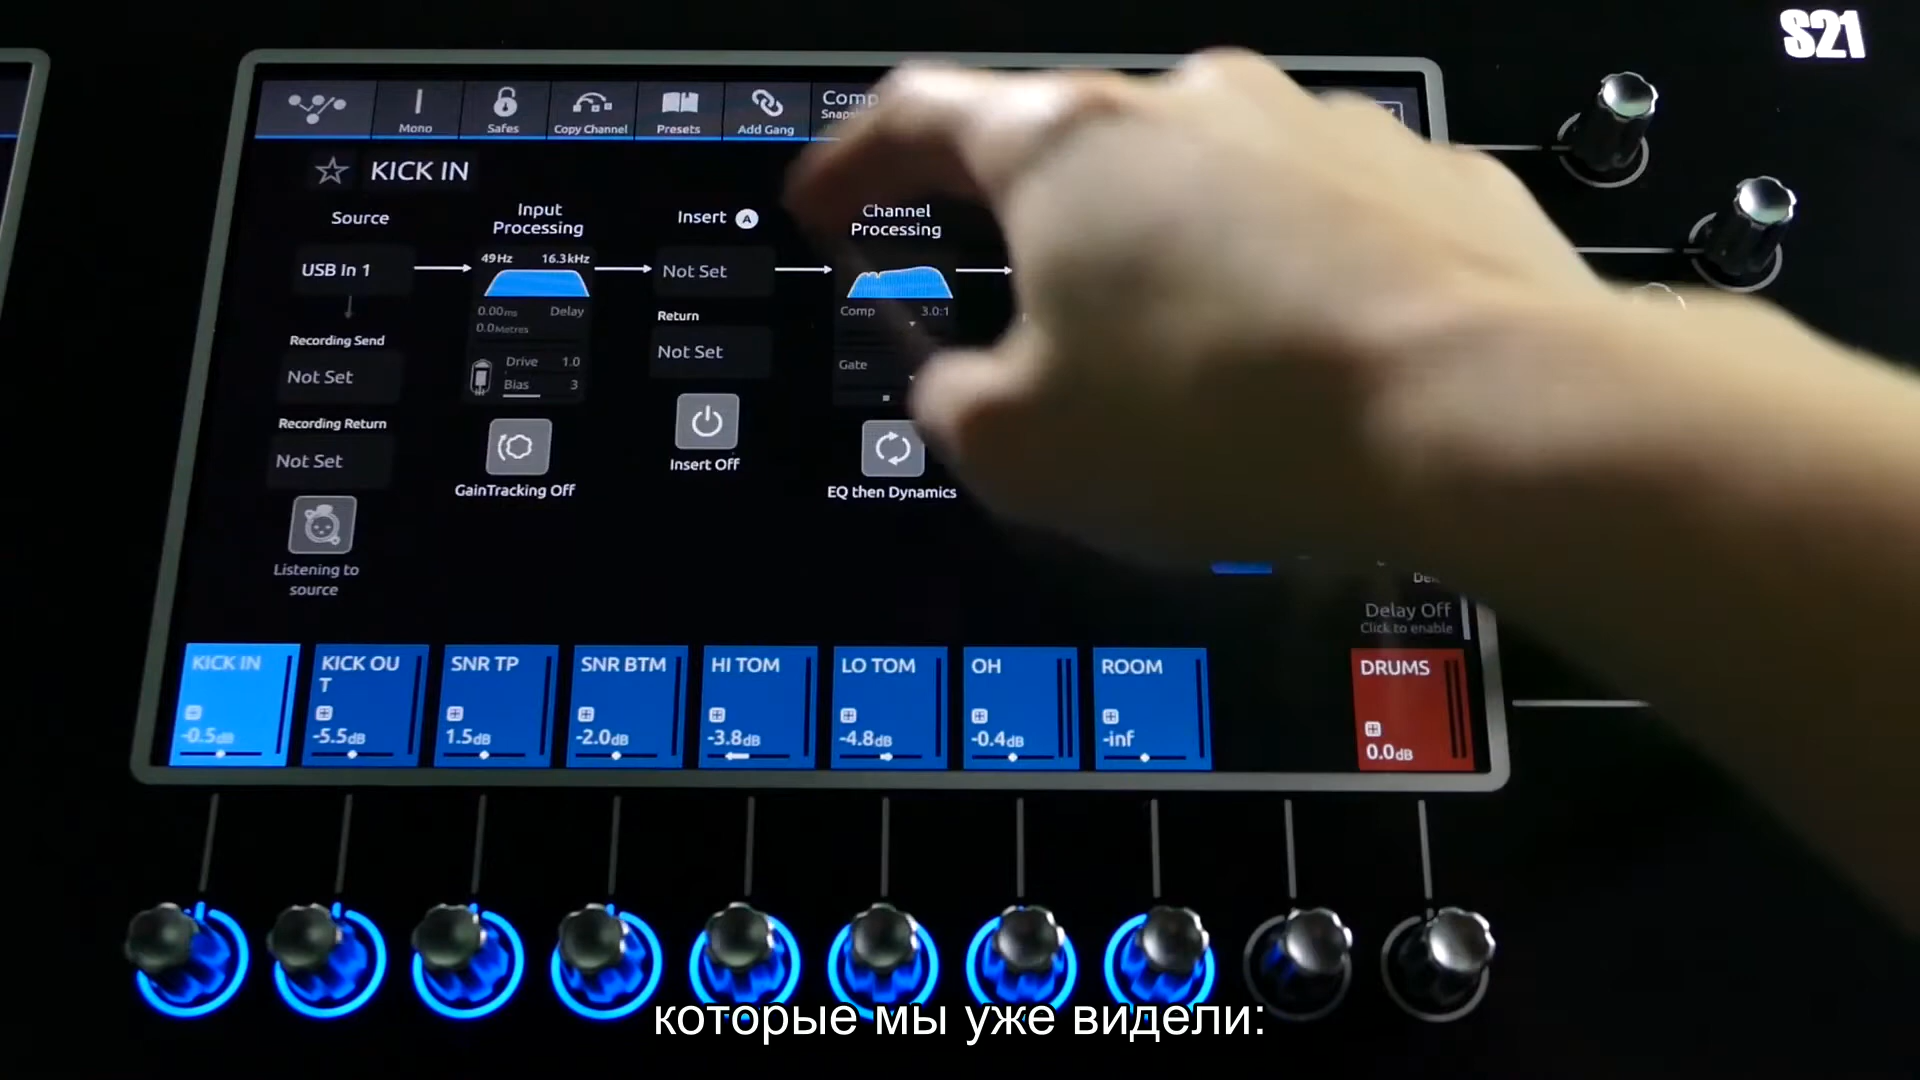 S21
Mono
Safes
Copy Channel
Presets
Add Gang
Comp
KICK IN
Source
Input
Processing
Insert A
Channel
Processing
USB In 1
49Hz 16.3kHz
Not Set
0.00ms Delay
0.0Metres
Return
Comp 3.0:1
Recording Send
Not Set
Drive 1.0
Not Set
Gate
Not Set
Bias 3
Recording Return
Not Set
Insert Off
GainTracking Off
EQ then Dynamics
Listening to
source
Delay Off
Click to enable
KICK IN
-0.5dB
KICK OU
T
-5.5dB
SNR TP
1.5dB
SNR BTM
-2.0dB
HI TOM
-3.8dB
LO TOM
-4.8dB
OH
-0.4dB
ROOM
-inf
DRUMS
0.0dB
которые мы уже видели: